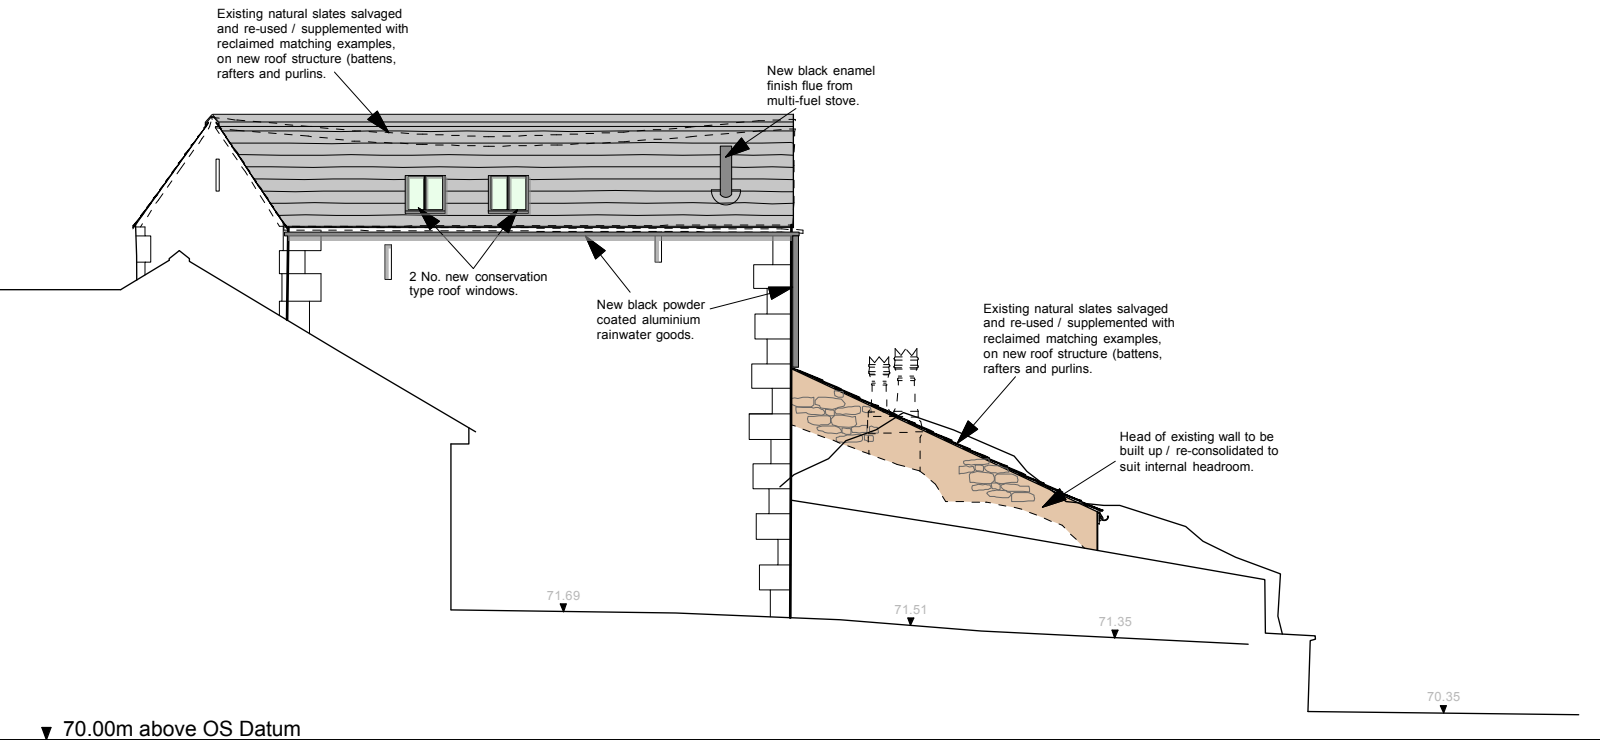 Existing natural slates salvaged
and re-used / supplemented with
reclaimed matching examples,
on new roof structure (battens,
rafters and purlins.
New black enamel
finish flue from
multi-fuel stove.
2 No. new conservation
type roof windows.
New black powder
coated aluminium
rainwater goods.
Existing natural slates salvaged
and re-used / supplemented with
reclaimed matching examples,
on new roof structure (battens,
rafters and purlins.
Head of existing wall to be
built up / re-consolidated to
suit internal headroom.
71.69
71.51
71.35
70.35
70.00m above OS Datum